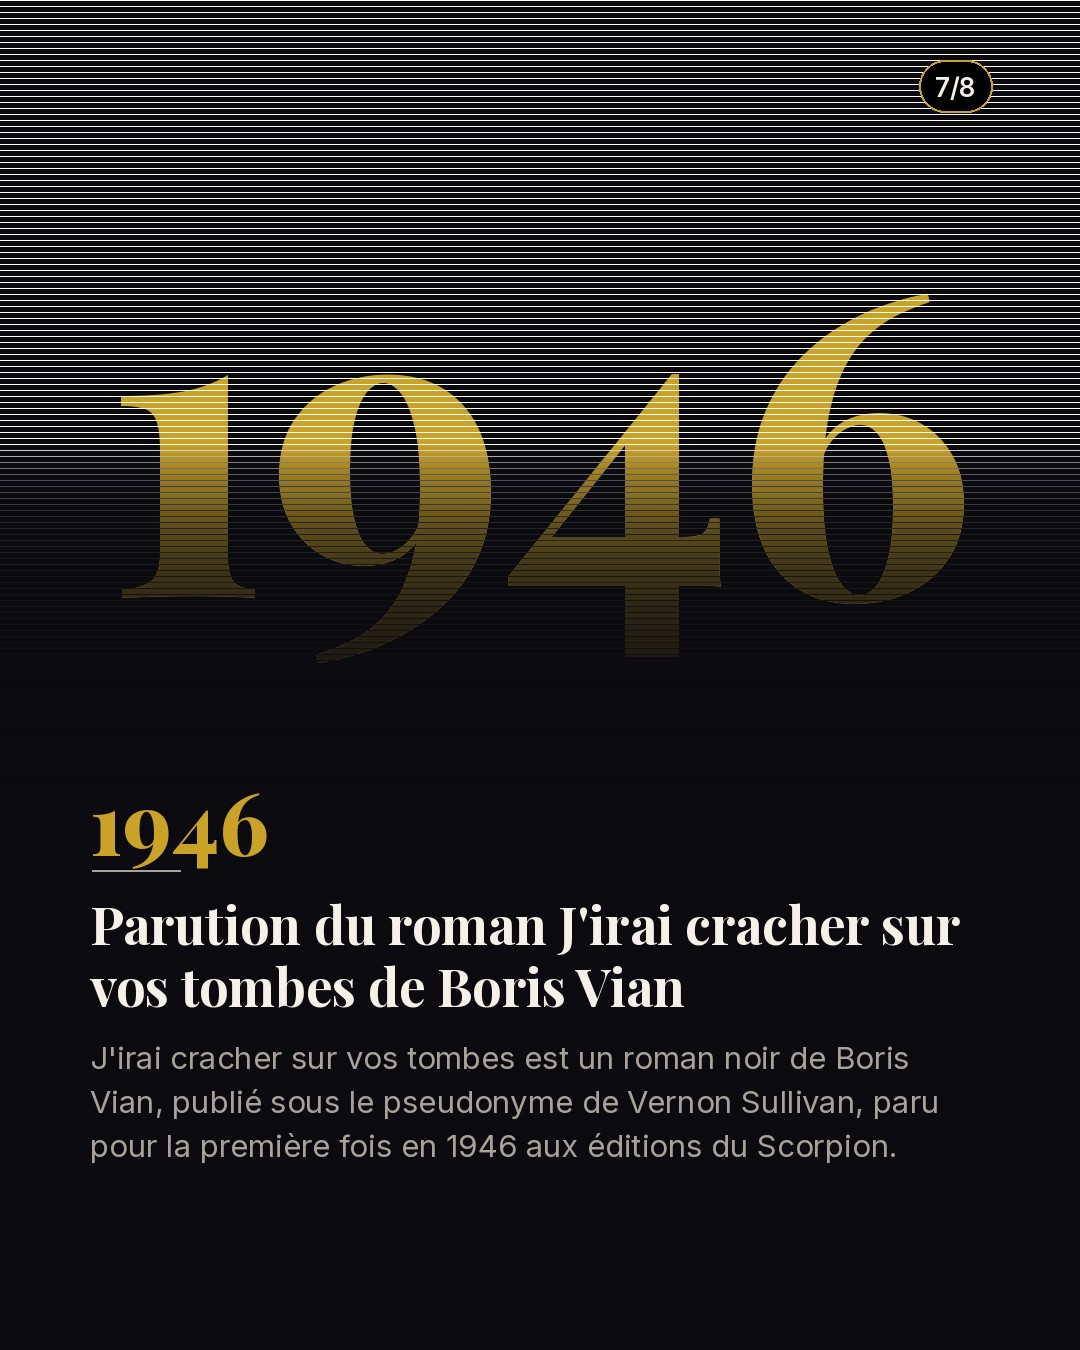 7/8
1946
1946
Parution du roman J'irai cracher sur
vos tombes de Boris Vian
J'irai cracher sur vos tombes est un roman noir de Boris
Vian, publié sous le pseudonyme de Vernon Sullivan, paru
pour la première fois en 1946 aux éditions du Scorpion.